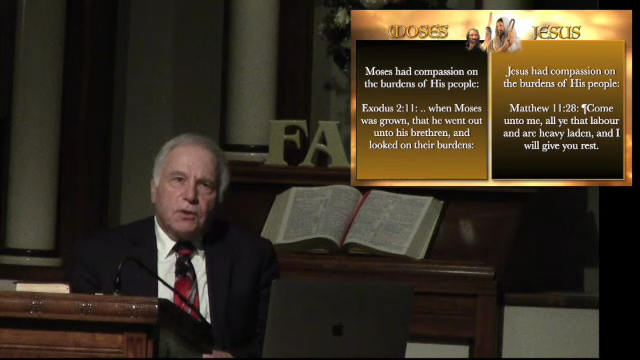 MOSES
JESUS
Moses had compassion on
the burdens of His people:
Exodus 2:11: .. when Moses
was grown, that he went out
unto his brethren, and
looked on their burdens:
Jesus had compassion on
the burdens of His people:
Matthew 11:28: ¶Come
unto me, all ye that labour
and are heavy laden, and I
will give you rest.
FA